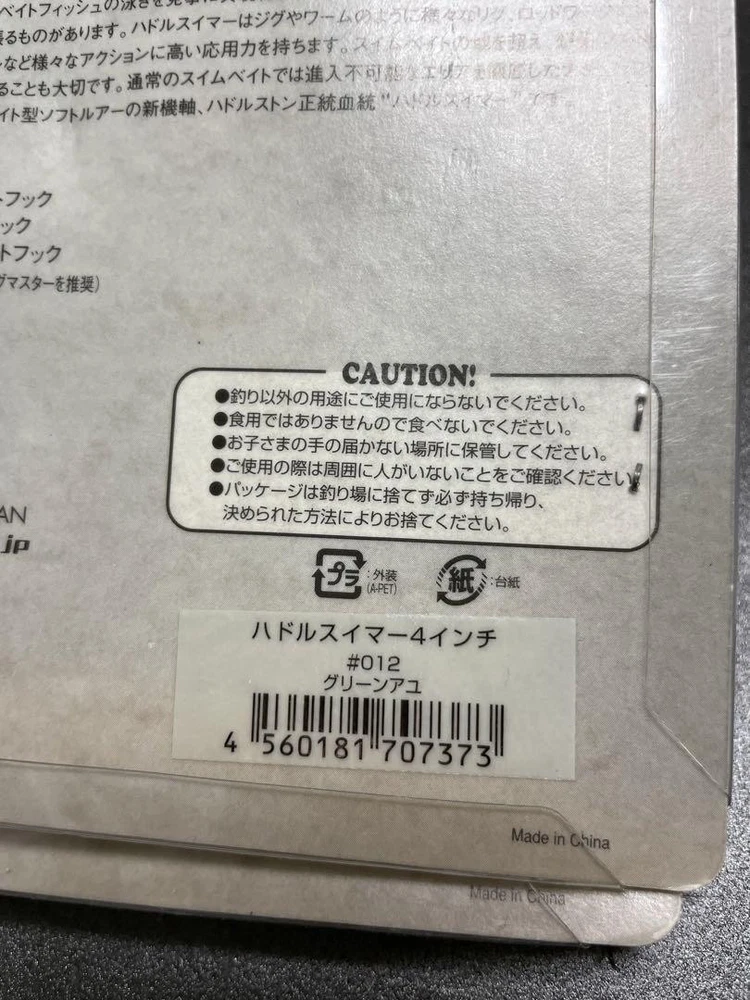 ベイトフィッシュの泳ぎを見事に
るものがあります。ハドルスイマーはジグやワームのように様々なリグ、ロッドワ
など様々なアクションに高い応用力を持ちます。スイムベイトの
ることも大切です。通常のスイムベイトでは進入不可能なエリアを
イト型ソフトルアーの新機軸、ハドルストン正統血統"ハドルスイマー"です。
トフック
ック
トフック
グマスターを推奨)
CAUTION!
●釣り以外の用途にご使用にならないでください。
●食用ではありませんので食べないでください。
●お子さまの手の届かない場所に保管してください。
●ご使用の際は周囲に人がいないことをご確認ください
●パッケージは釣り場に捨てず必ず持ち帰り、
決められた方法によりお捨てください。
AN
.jp
プラ :外装 (A-PET) 紙 :台紙
ハドルスイマー4インチ
#012
グリーンアユ
4 560181 707373
Made in China
Made in China